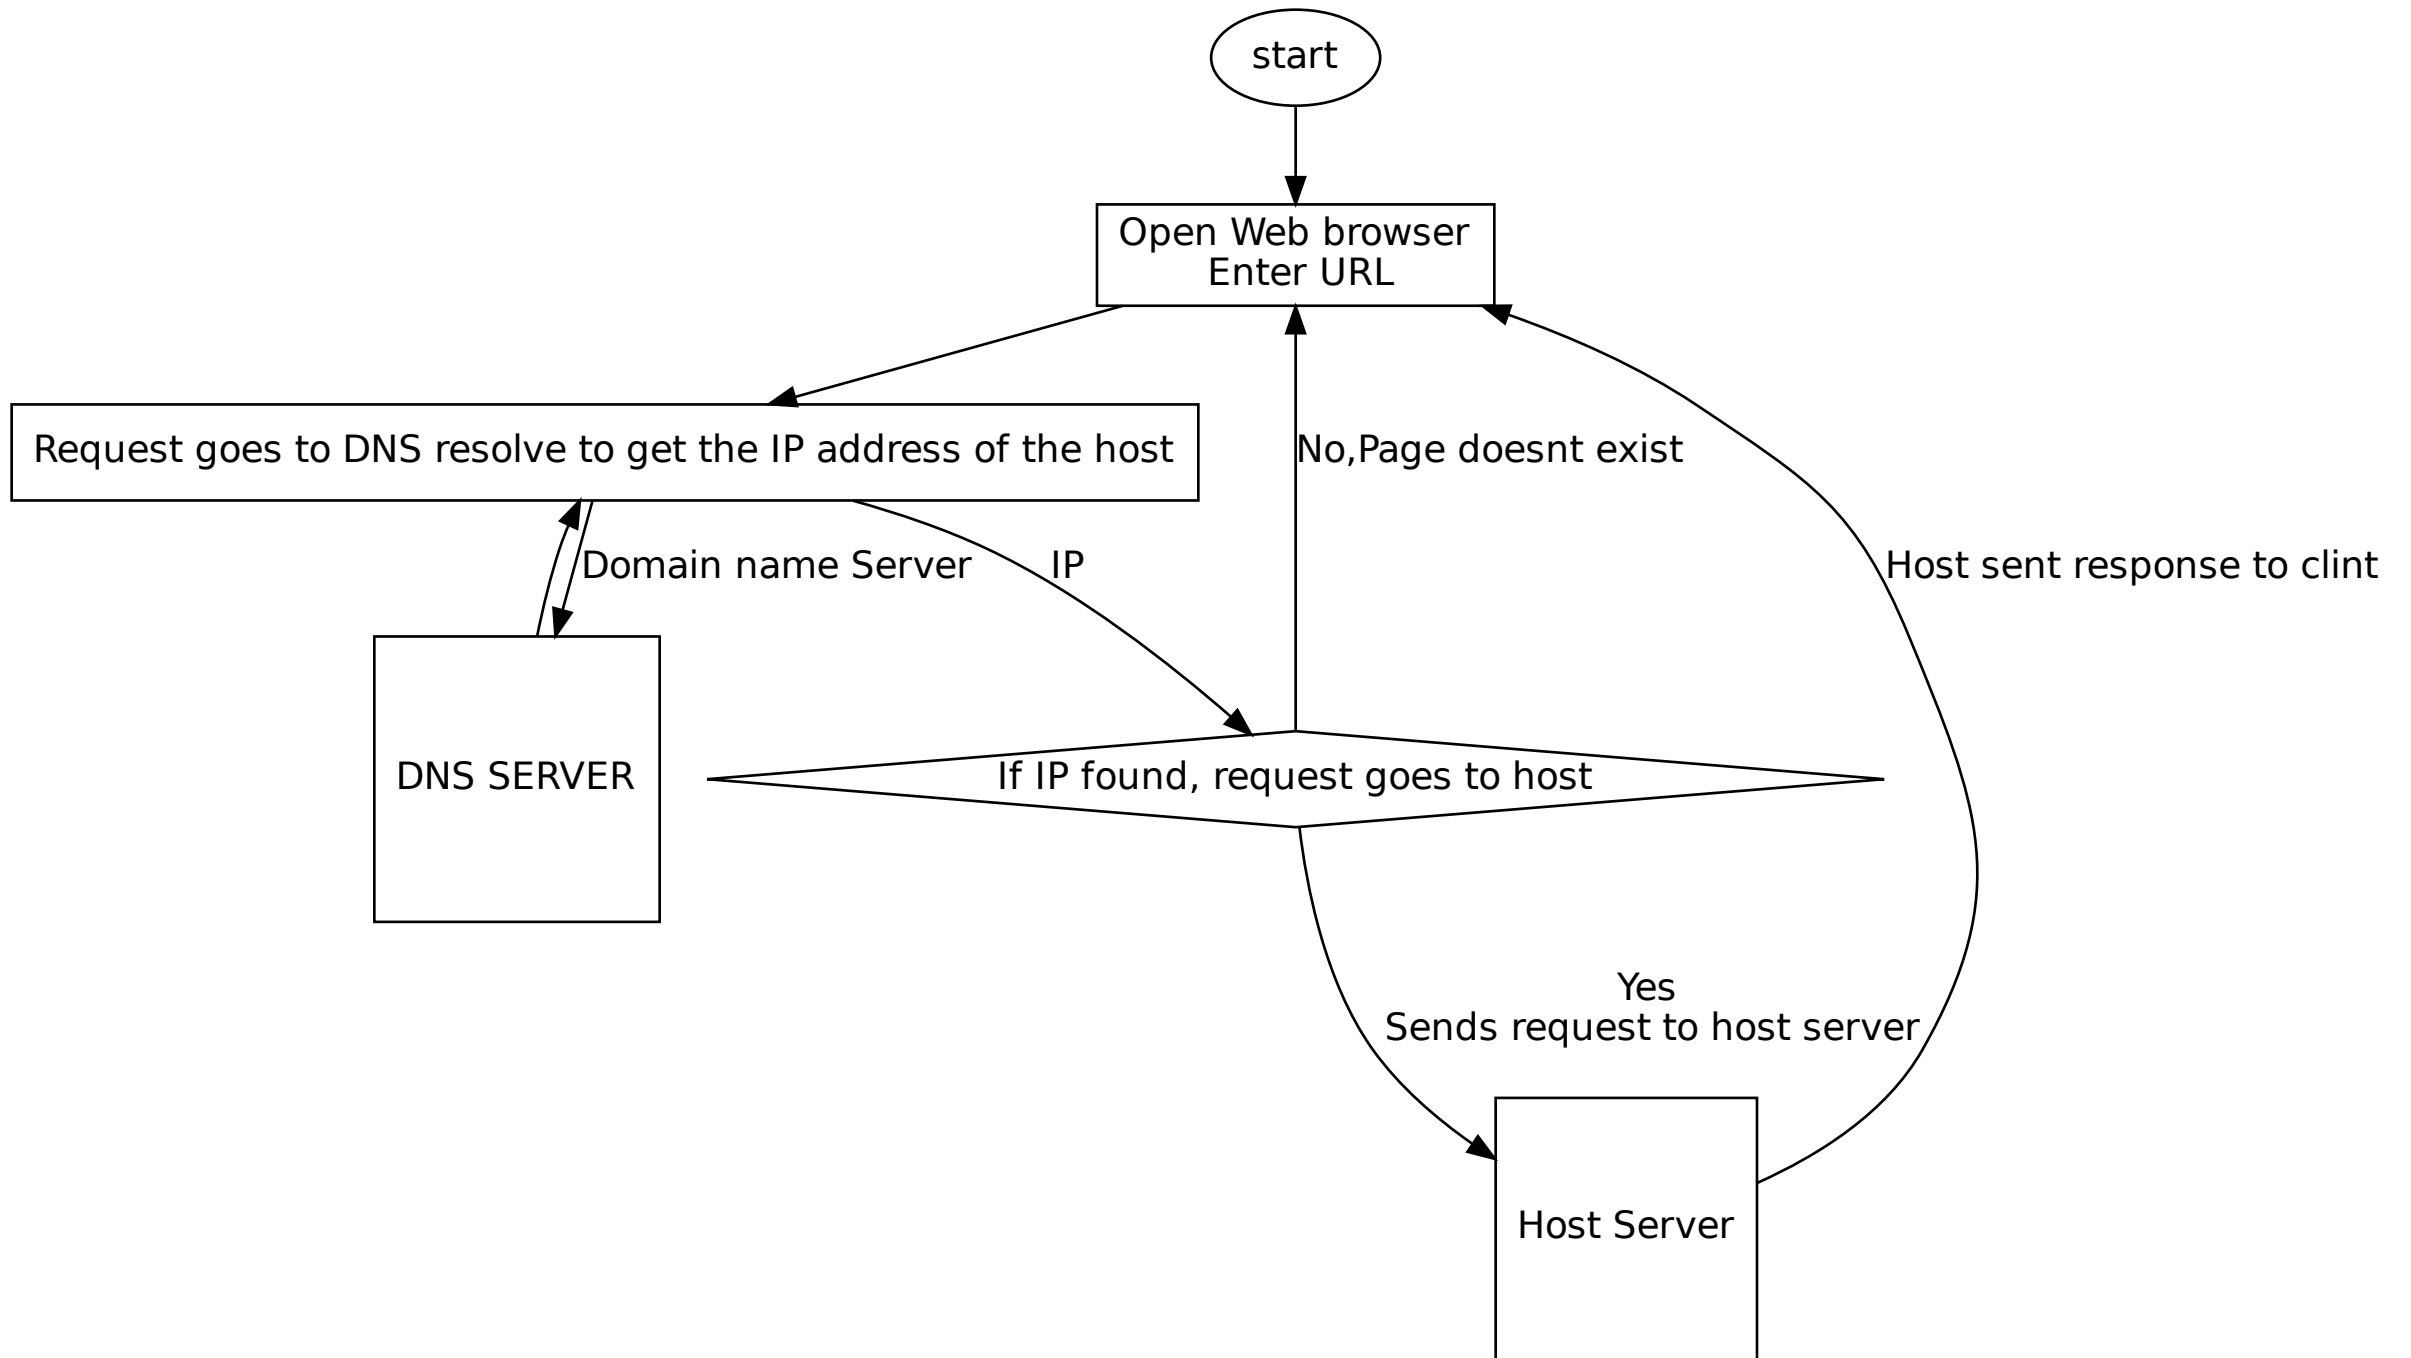 start
Open Web browser
Enter URL
Request goes to DNS resolve to get the IP address of the host
No,Page doesnt exist
Domain name Server
IP
Host sent response to clint
DNS SERVER
If IP found, request goes to host
Yes
Sends request to host server
Host Server